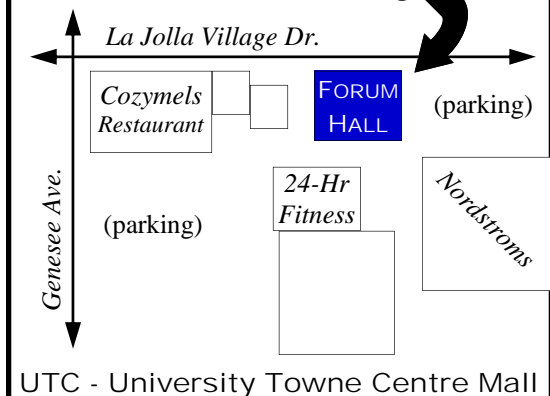 La Jolla Village Dr.
Cozymels
Restaurant
FORUM
HALL
(parking)
Genesee Ave.
(parking)
24-Hr
Fitness
Nordstroms
UTC - University Towne Centre Mall